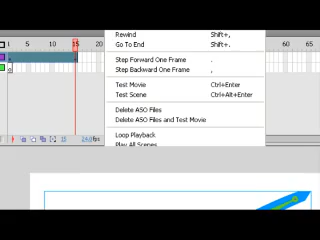 Rewind Shift+,
Go To End Shift+.
1 5 15 20 60 65
Step Forward One Frame .
Step Backward One Frame ,
Test Movie Ctrl+Enter
Test Scene Ctrl+Alt+Enter
Delete ASO Files
Delete ASO Files and Test Movie
Loop Playback
Play All Scenes
15 24.0 fps